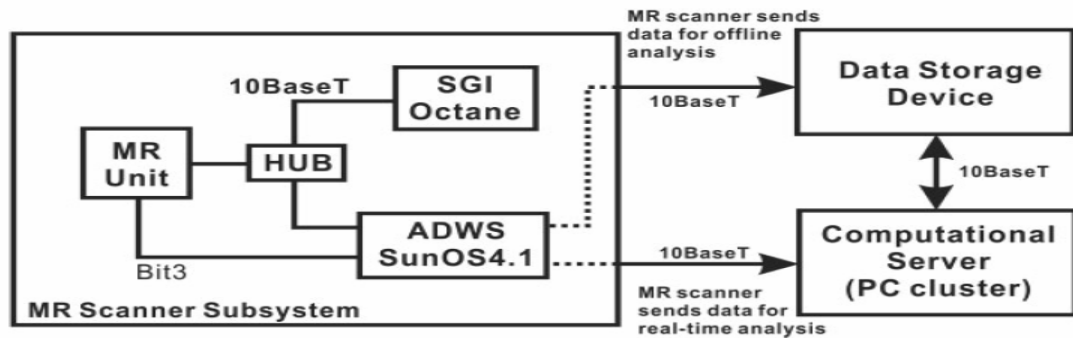 MR scanner sends
data for offline
analysis
10BaseT
SGI
Octane
10BaseT
Data Storage
Device
MR
Unit
HUB
10BaseT
ADWS
SunOS4.1
10BaseT
Computational
Server
(PC cluster)
Bit3
MR Scanner Subsystem
MR scanner
sends data for
real-time analysis